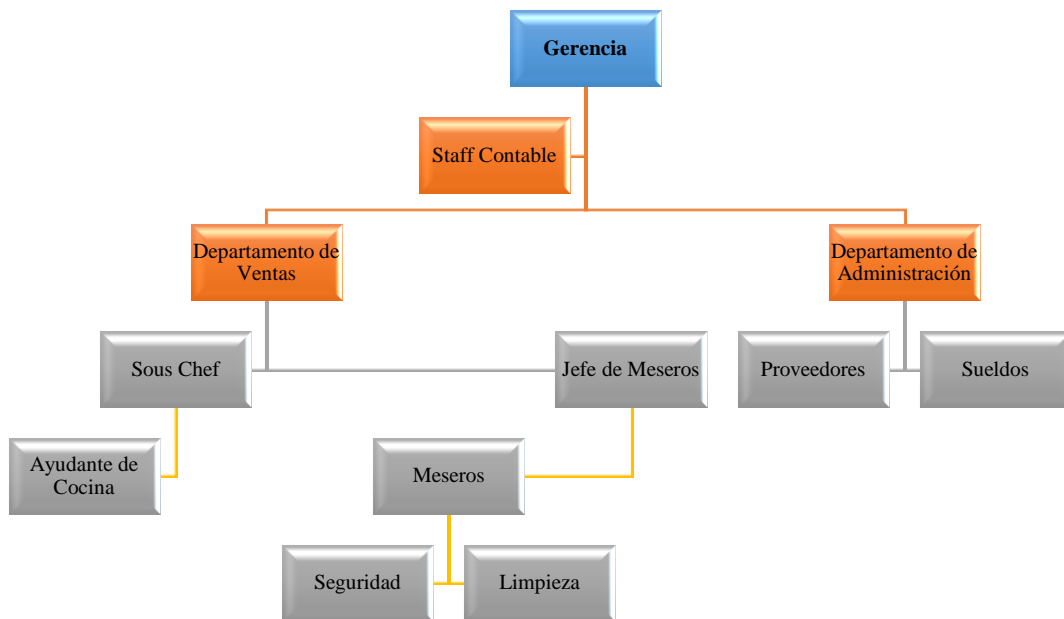 Gerencia
Staff Contable
Departamento de
Ventas
Departamento de
Administración
Sous Chef
Jefe de Meseros
Proveedores
Sueldos
Ayudante de
Cocina
Meseros
Seguridad
Limpieza